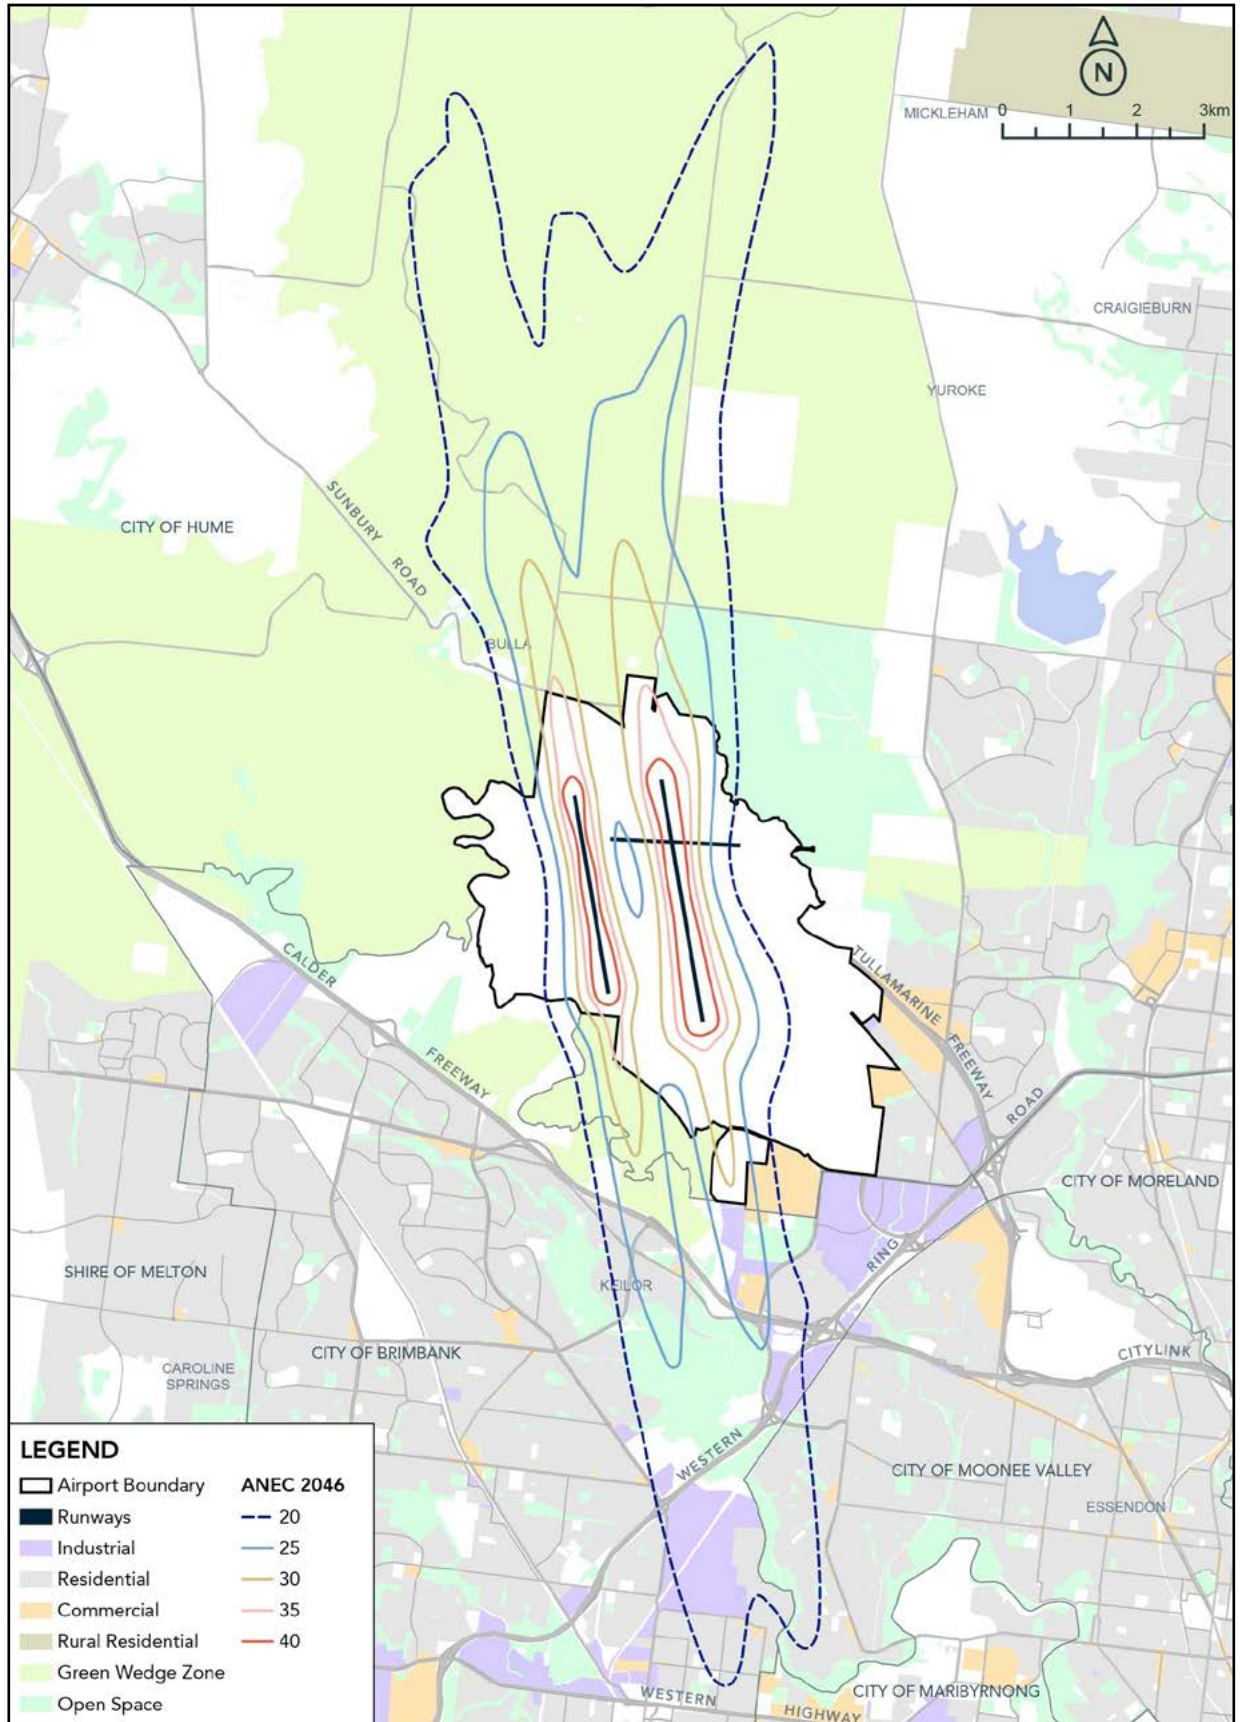 N
MICKLEHAM
0 1 2 3km
CRAIGIEBURN
YUROKE
SUNBURY ROAD
CITY OF HUME
BULLA
CALDER
FREEWAY
TULLAMARINE
FREEWAY
ROAD
RING
CITY OF MORELAND
SHIRE OF MELTON
KEILOR
CITY OF BRIMBANK
CITYLINK
CAROLINE
SPRINGS
WESTERN
CITY OF MOONEE VALLEY
ESSENDON
LEGEND
Airport Boundary ANEC 2046
Runways 20
Industrial 25
Residential 30
Commercial 35
Rural Residential 40
Green Wedge Zone
Open Space
WESTERN
HIGHWAY
CITY OF MARIBYRNONG